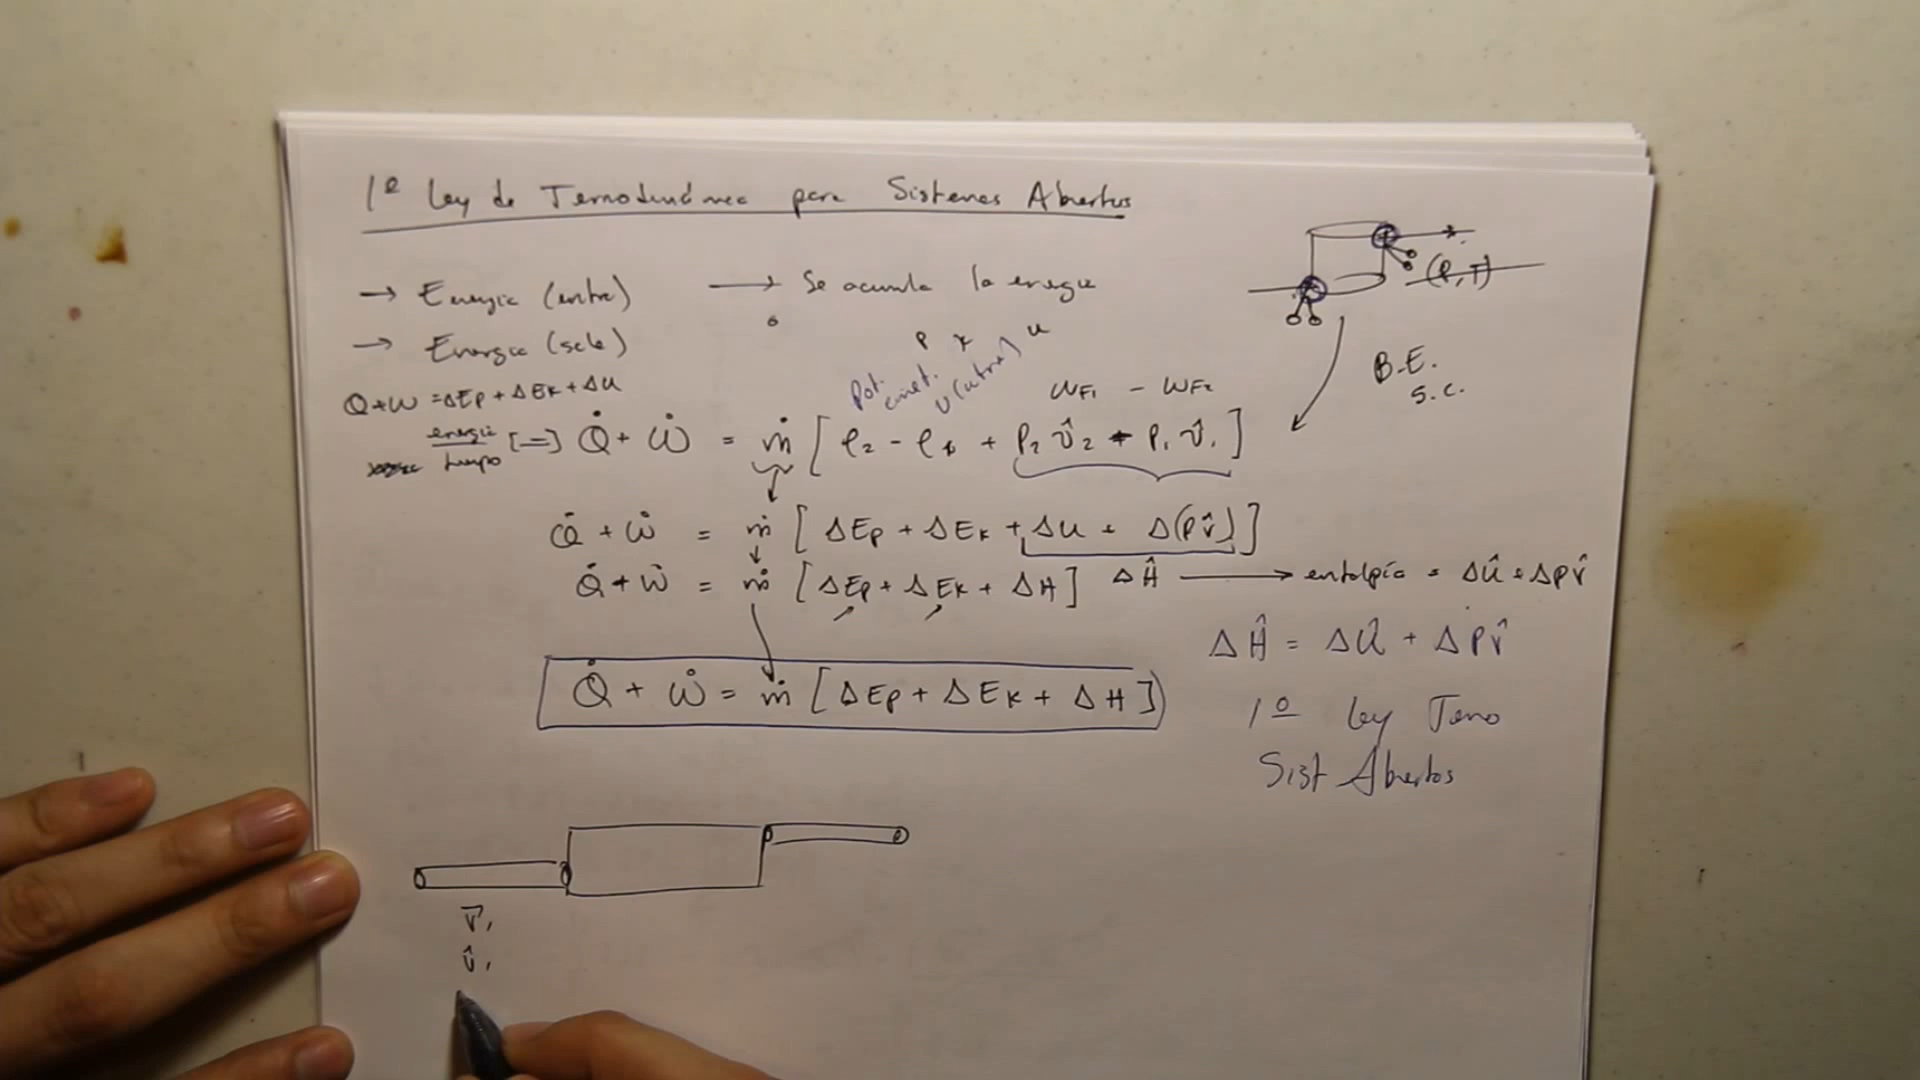 1º Ley de Termodinámica para Sistemas Abiertos
→ Energía (entra) → Se acumula la energía
→ Energía (sale)
P K U
Pot. cinet. U (intra)
Q+W = ΔEp + ΔEk + ΔU
WF1 - WF2
B.E.
S.C.
(P,T)
energía/tiempo [=] Q̇ + Ẇ = ṁ [ e2 - e1 + P2 v̂2 - P1 v̂1 ]
Q̇ + Ẇ = ṁ [ ΔEp + ΔEk + ΔU + Δ(Pv̂) ]
Q̇ + Ẇ = ṁ [ ΔEp + ΔEk + ΔH ] ΔĤ → entalpía = ΔÛ + ΔPv̂
ΔĤ = ΔÛ + ΔPv̂
Q̇ + Ẇ = ṁ [ ΔEp + ΔEk + ΔH ]
1º ley Termo
Sist Abiertos
v⃗1
û1